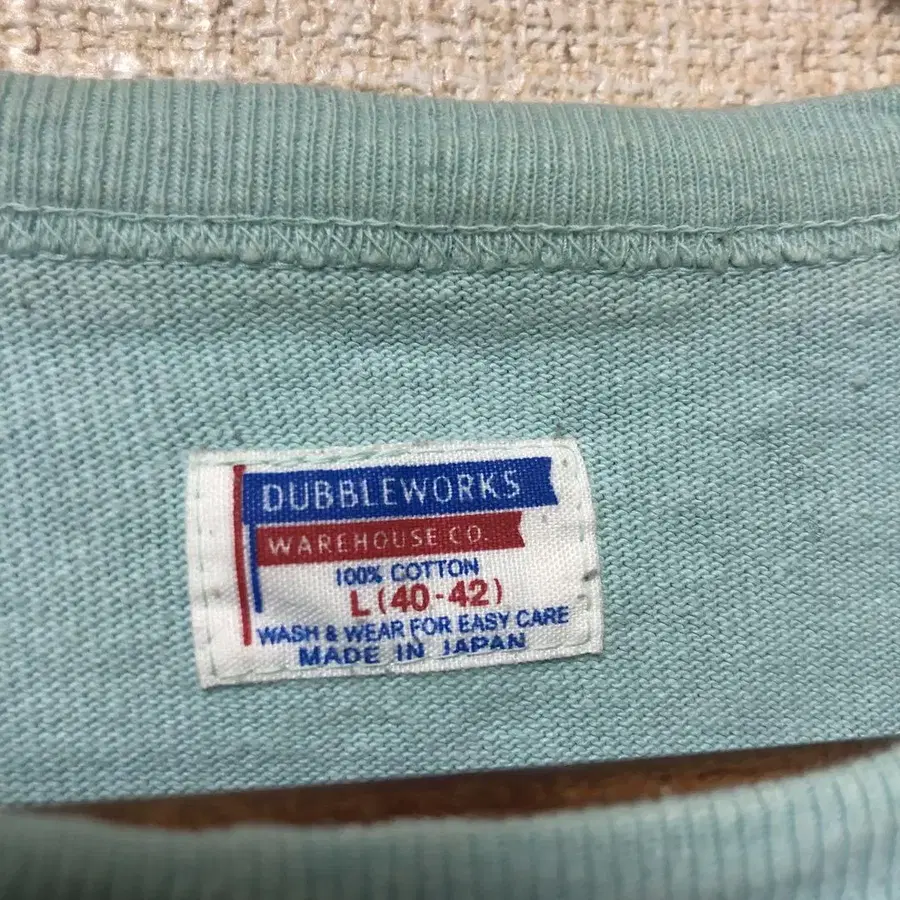 DUBBLEWORKS
WAREHOUSE CO.
100% COTTON
L (40-42)
WASH & WEAR FOR EASY CARE
MADE IN JAPAN